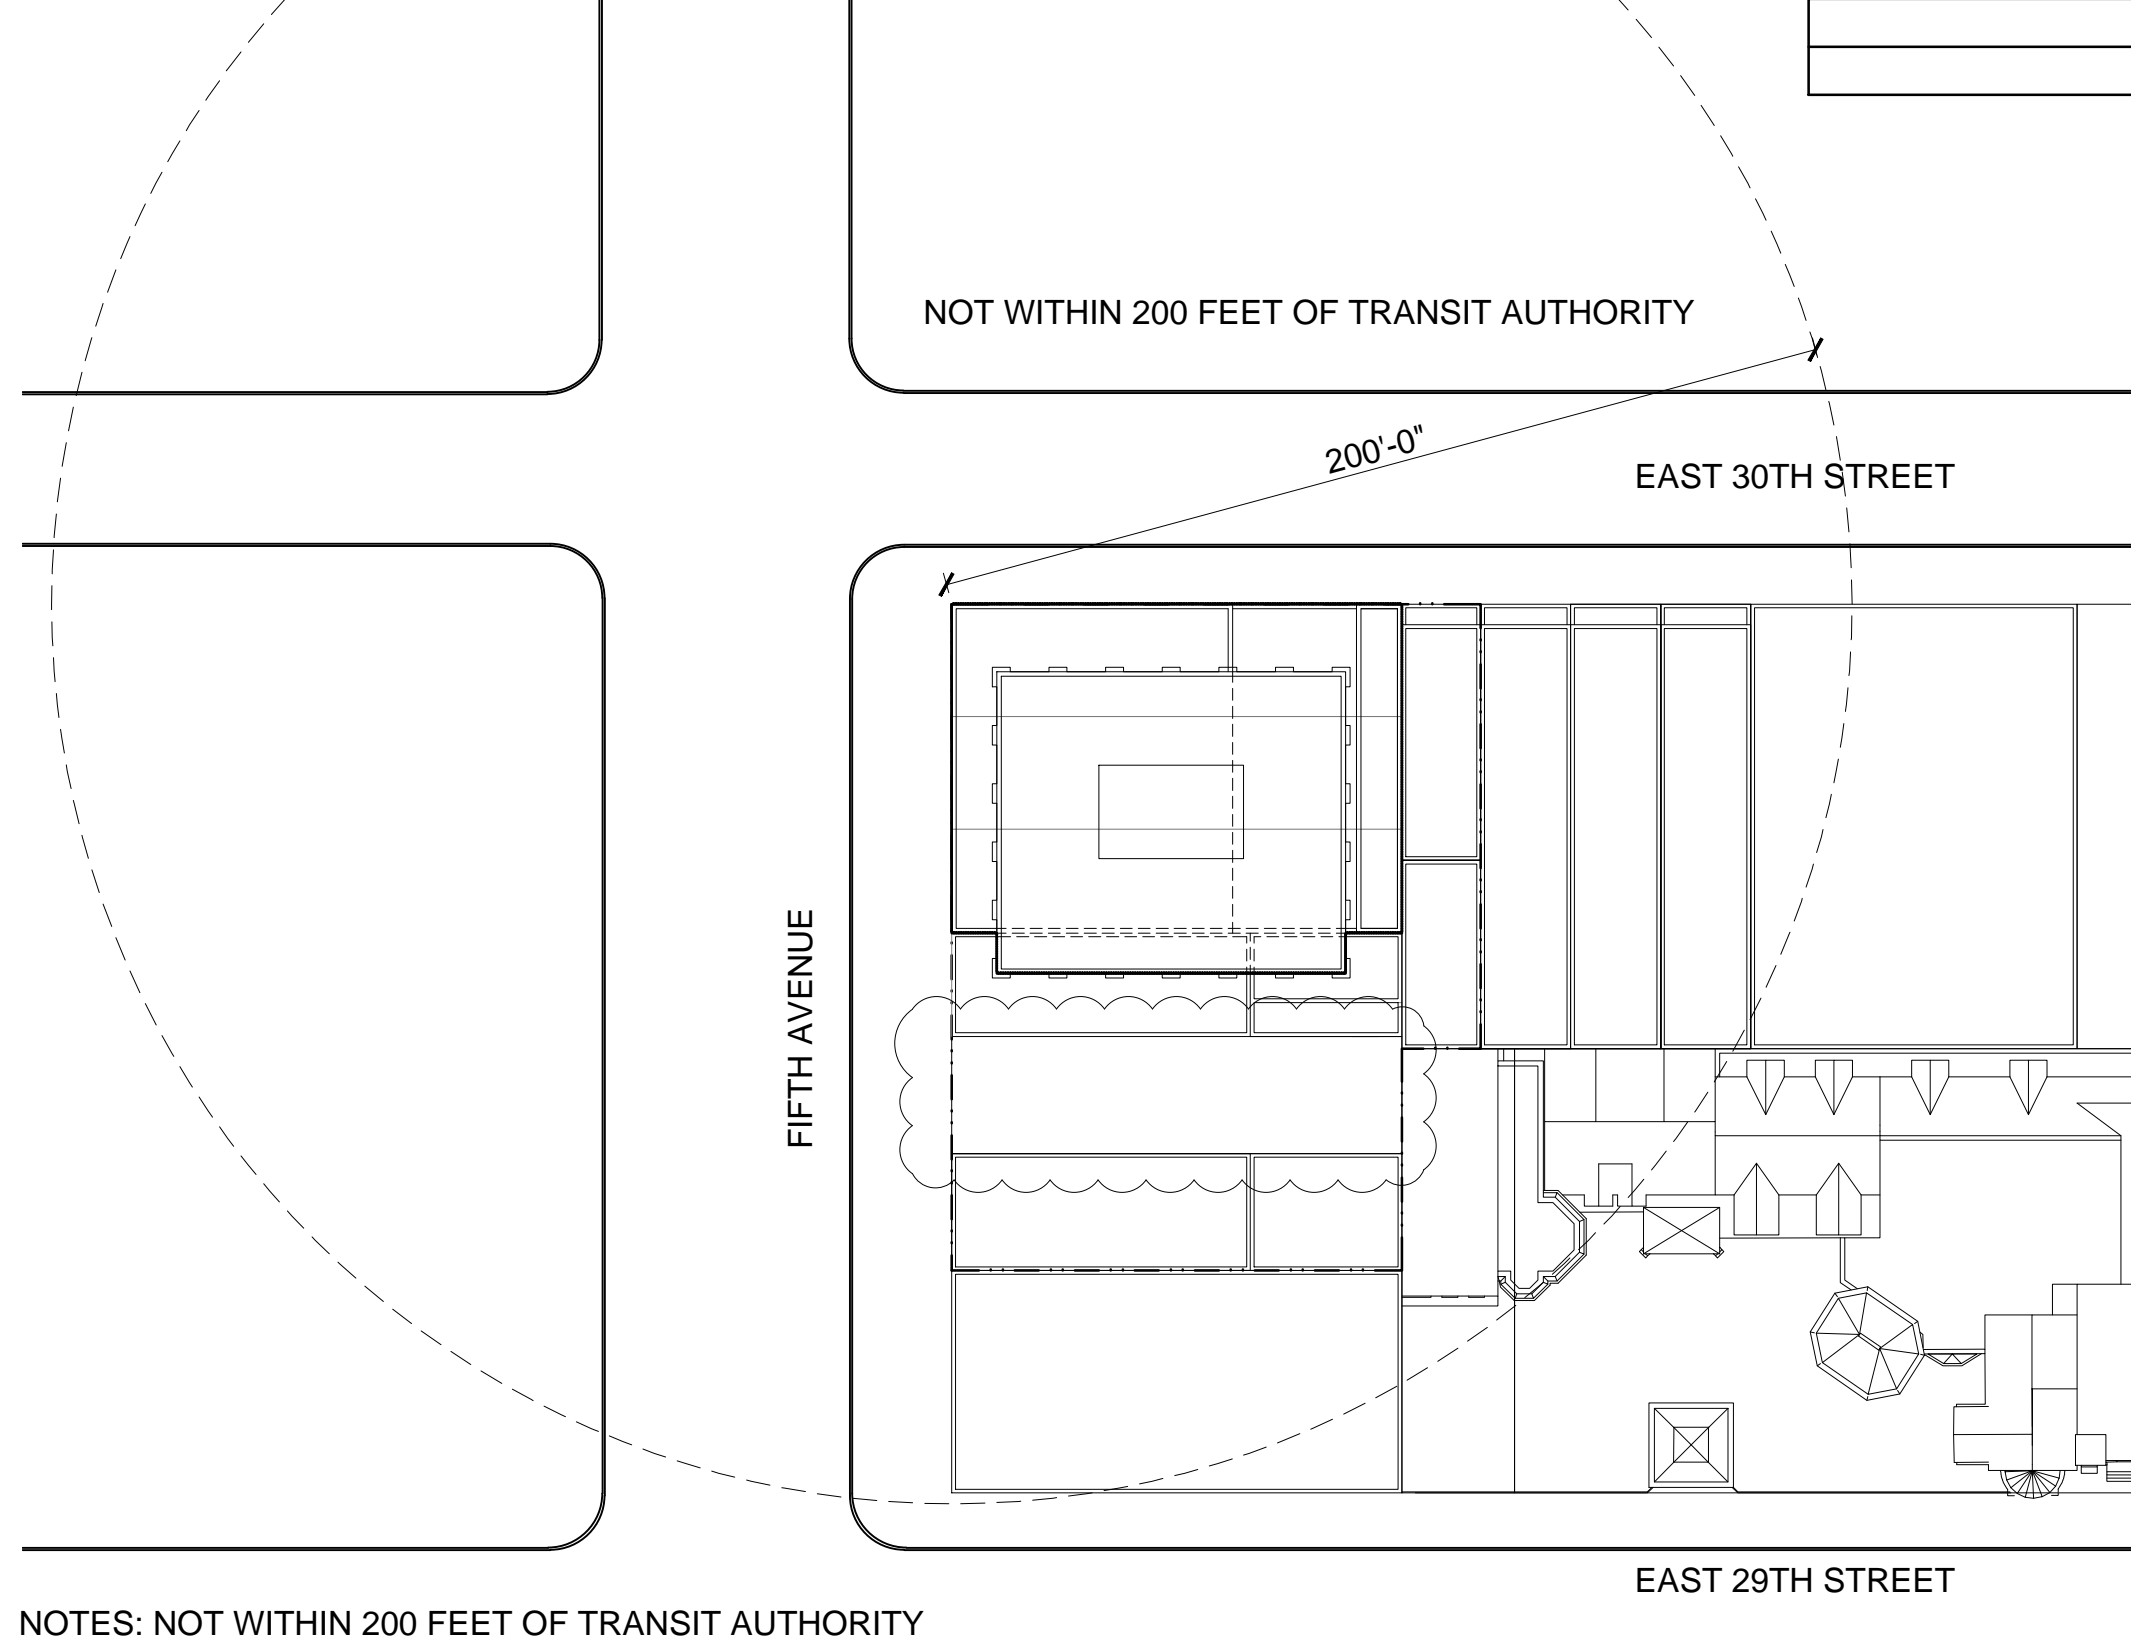 NOT WITHIN 200 FEET OF TRANSIT AUTHORITY
200'-0"
EAST 30TH STREET
FIFTH AVENUE
EAST 29TH STREET
NOTES: NOT WITHIN 200 FEET OF TRANSIT AUTHORITY